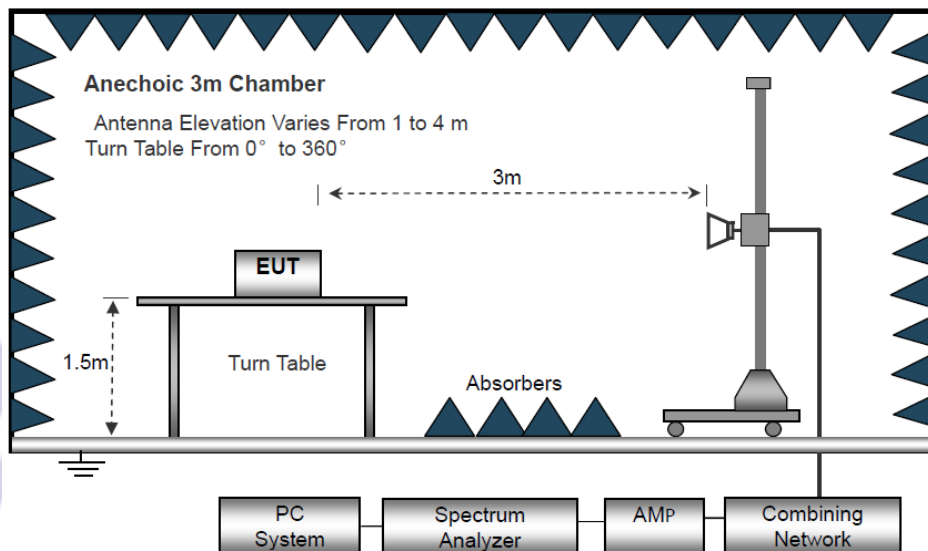 Anechoic 3m Chamber
Antenna Elevation Varies From 1 to 4 m
Turn Table From 0° to 360°
3m
EUT
1.5m
Turn Table
Absorbers
PC
System
Spectrum
Analyzer
AMP
Combining
Network